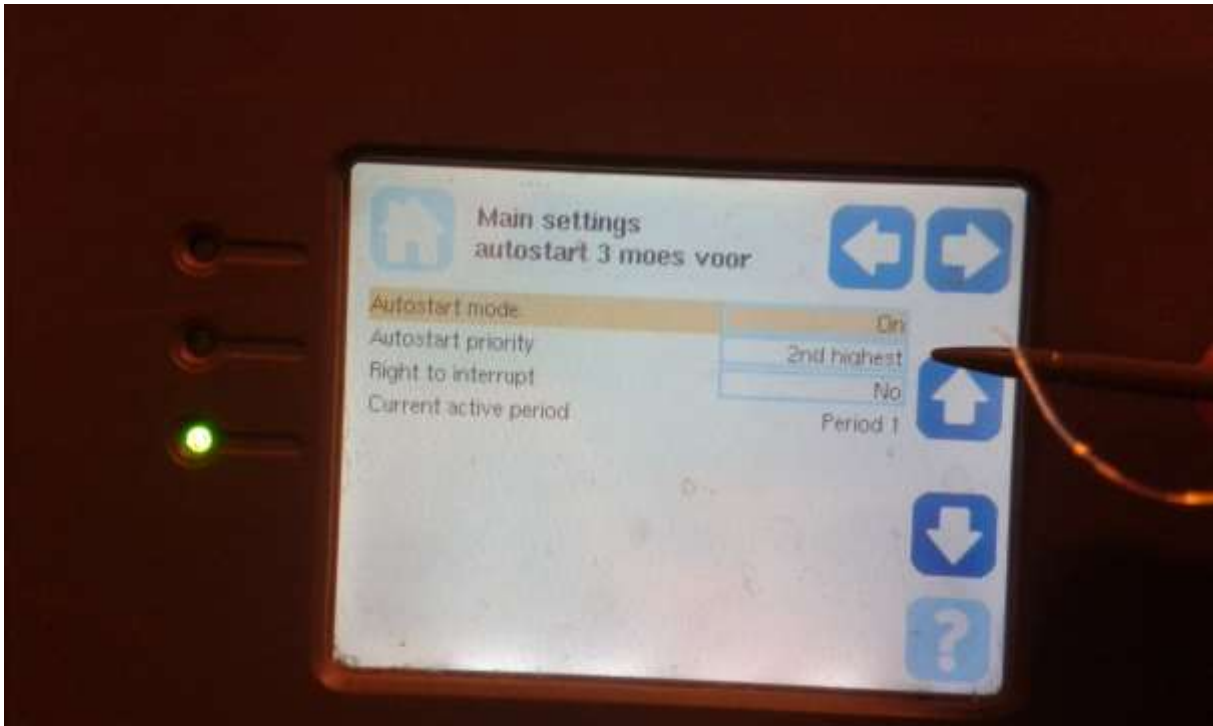 Main settings
autostart 3 moes voor
Autostart mode On
Autostart priority 2nd highest
Right to interrupt No
Current active period Period 1
?